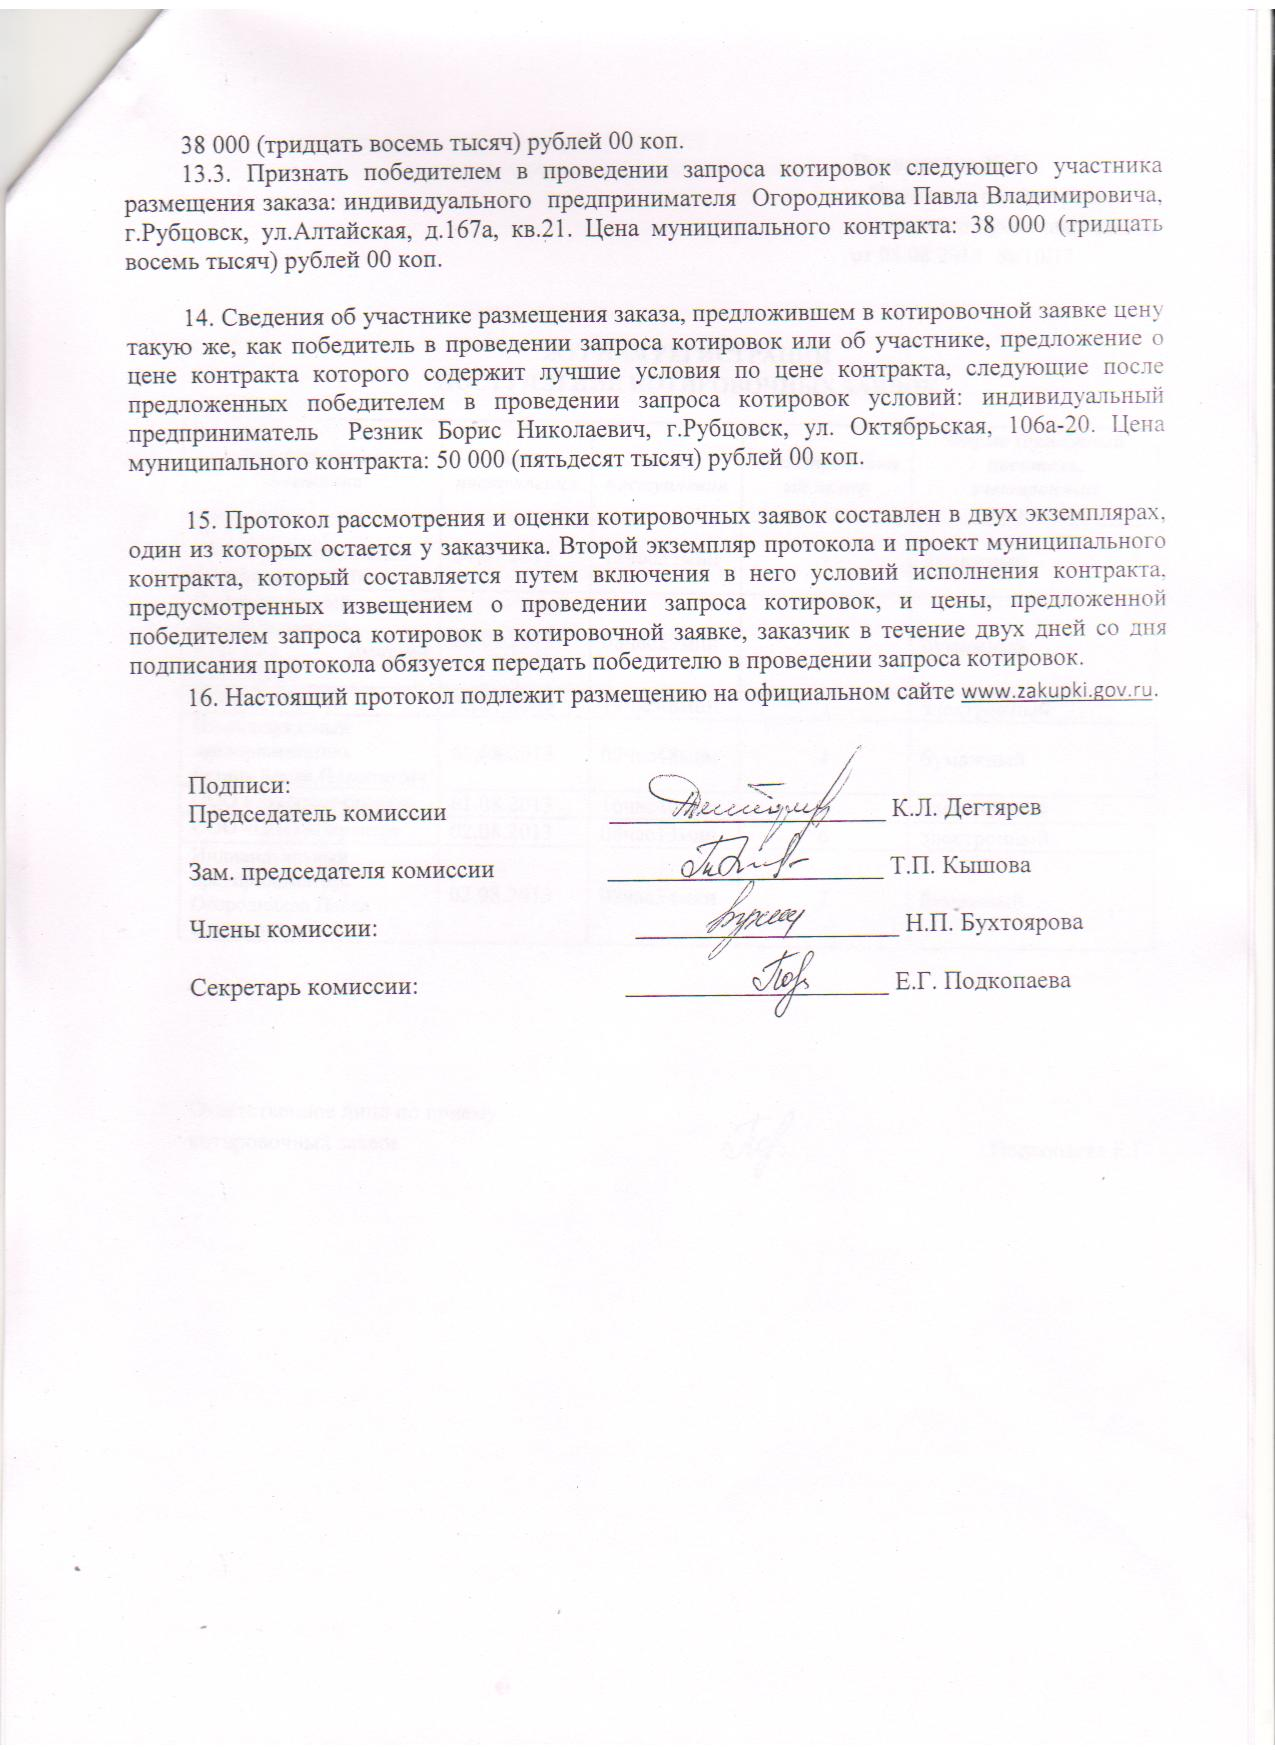 38 000 (тридцать восемь тысяч) рублей 00 коп.
13.3. Признать победителем в проведении запроса котировок следующего участника
размещения заказа: индивидуального предпринимателя Огородникова Павла Владимировича,
г.Рубцовск, ул.Алтайская, д.167а, кв.21. Цена муниципального контракта: 38 000 (тридцать
восемь тысяч) рублей 00 коп.
14. Сведения об участнике размещения заказа, предложившем в котировочной заявке цену
такую же, как победитель в проведении запроса котировок или об участнике, предложение о
цене контракта которого содержит лучшие условия по цене контракта, следующие после
предложенных победителем в проведении запроса котировок условий: индивидуальный
предприниматель Резник Борис Николаевич, г.Рубцовск, ул. Октябрьская, 106а-20. Цена
муниципального контракта: 50 000 (пятьдесят тысяч) рублей 00 коп.
15. Протокол рассмотрения и оценки котировочных заявок составлен в двух экземплярах,
один из которых остается у заказчика. Второй экземпляр протокола и проект муниципального
контракта, который составляется путем включения в него условий исполнения контракта,
предусмотренных извещением о проведении запроса котировок, и цены, предложенной
победителем запроса котировок в котировочной заявке, заказчик в течение двух дней со дня
подписания протокола обязуется передать победителю в проведении запроса котировок.
16. Настоящий протокол подлежит размещению на официальном сайте www.zakupki.gov.ru.
Подписи:
Председатель комиссии К.Л. Дегтярев
Зам. председателя комиссии Т.П. Кышова
Члены комиссии: Н.П. Бухтоярова
Секретарь комиссии: Е.Г. Подкопаева